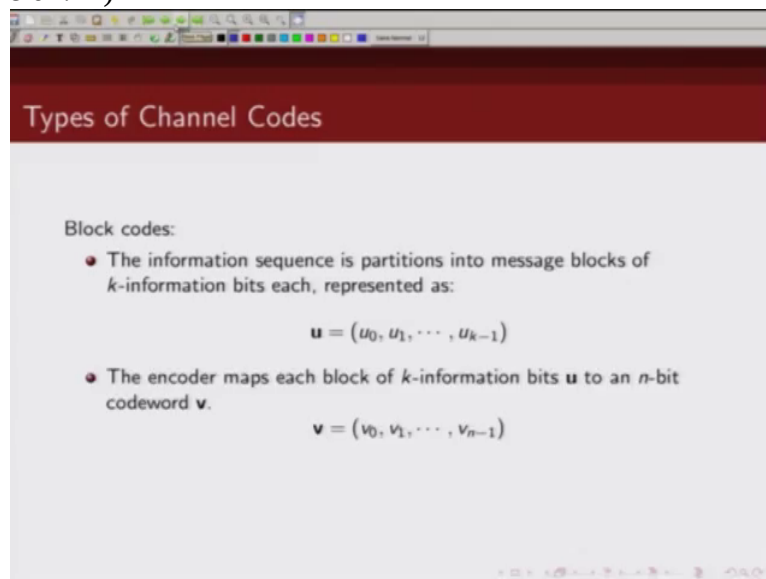 Types of Channel Codes
Block codes:
The information sequence is partitions into message blocks of
k-information bits each, represented as:
u = (u₀, u₁, ⋯ , uₖ₋₁)
The encoder maps each block of k-information bits u to an n-bit
codeword v.
v = (v₀, v₁, ⋯ , vₙ₋₁)